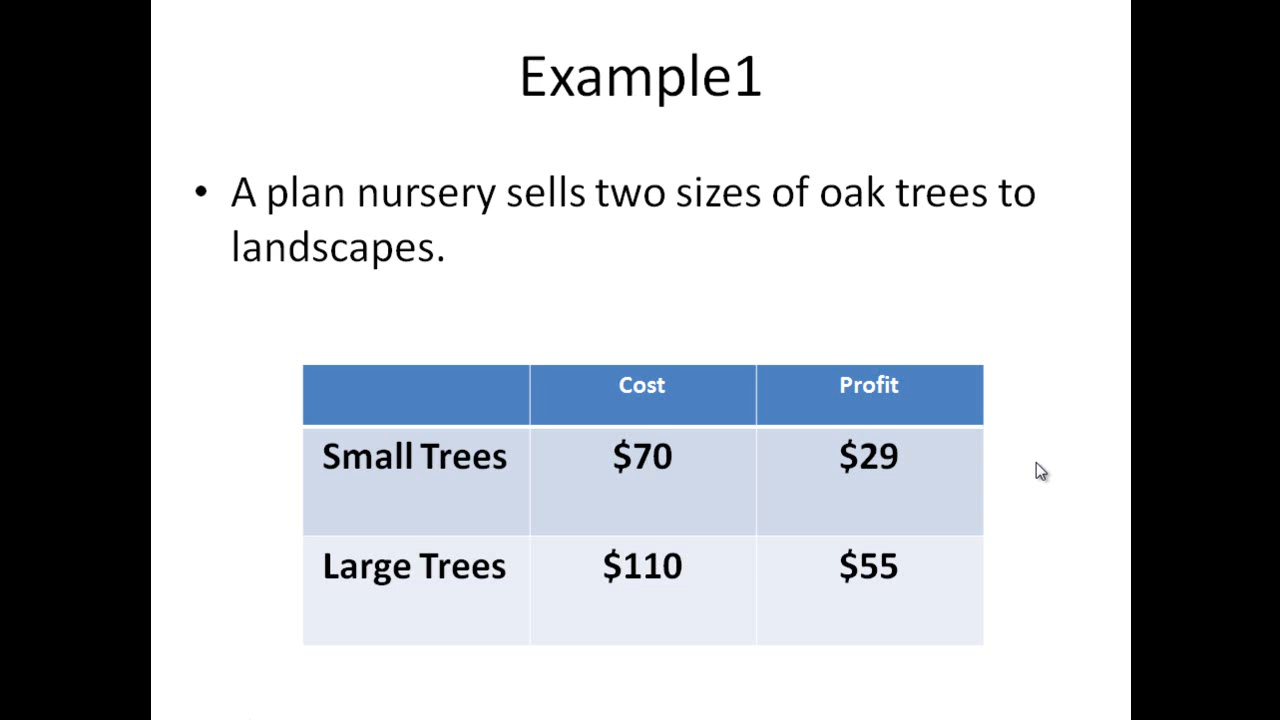 Example1
• A plan nursery sells two sizes of oak trees to
landscapes.
Cost Profit
Small Trees $70 $29
Large Trees $110 $55